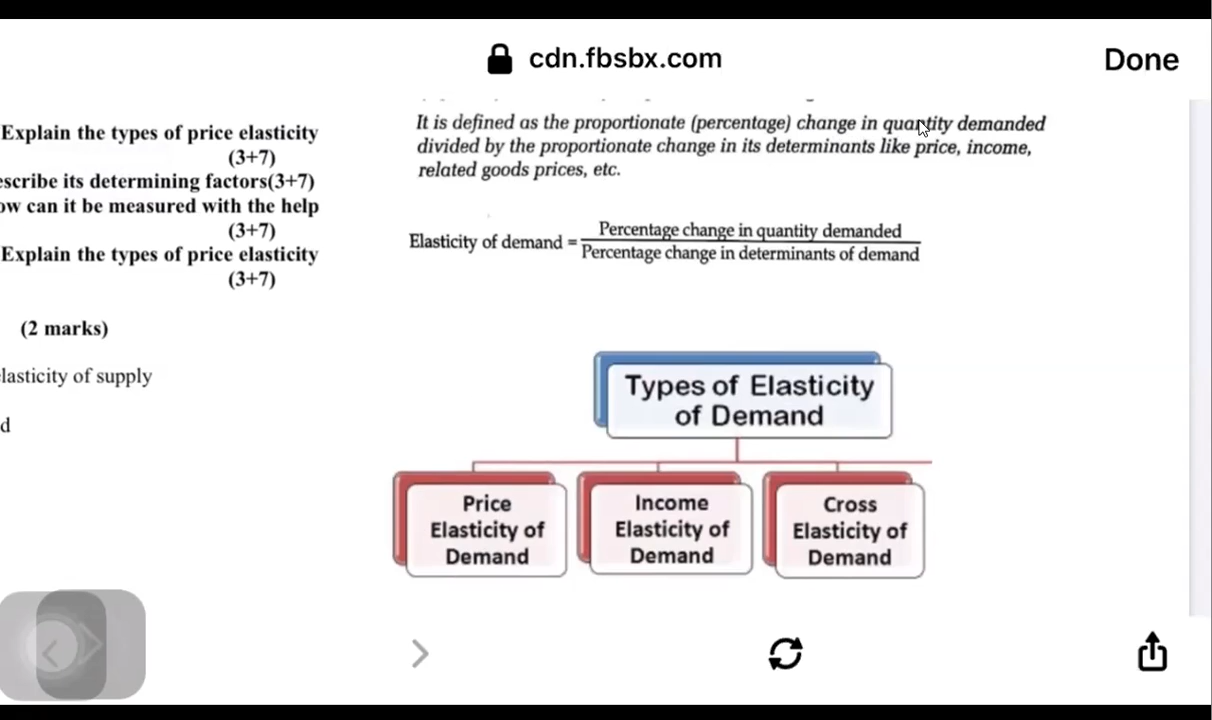 cdn.fbsbx.com
Done
Explain the types of price elasticity
(3+7)
escribe its determining factors(3+7)
ow can it be measured with the help
(3+7)
Explain the types of price elasticity
(3+7)
(2 marks)
lasticity of supply
d
It is defined as the proportionate (percentage) change in quantity demanded
divided by the proportionate change in its determinants like price, income,
related goods prices, etc.
Elasticity of demand = Percentage change in quantity demanded
Percentage change in determinants of demand
Types of Elasticity
of Demand
Price
Elasticity of
Demand
Income
Elasticity of
Demand
Cross
Elasticity of
Demand